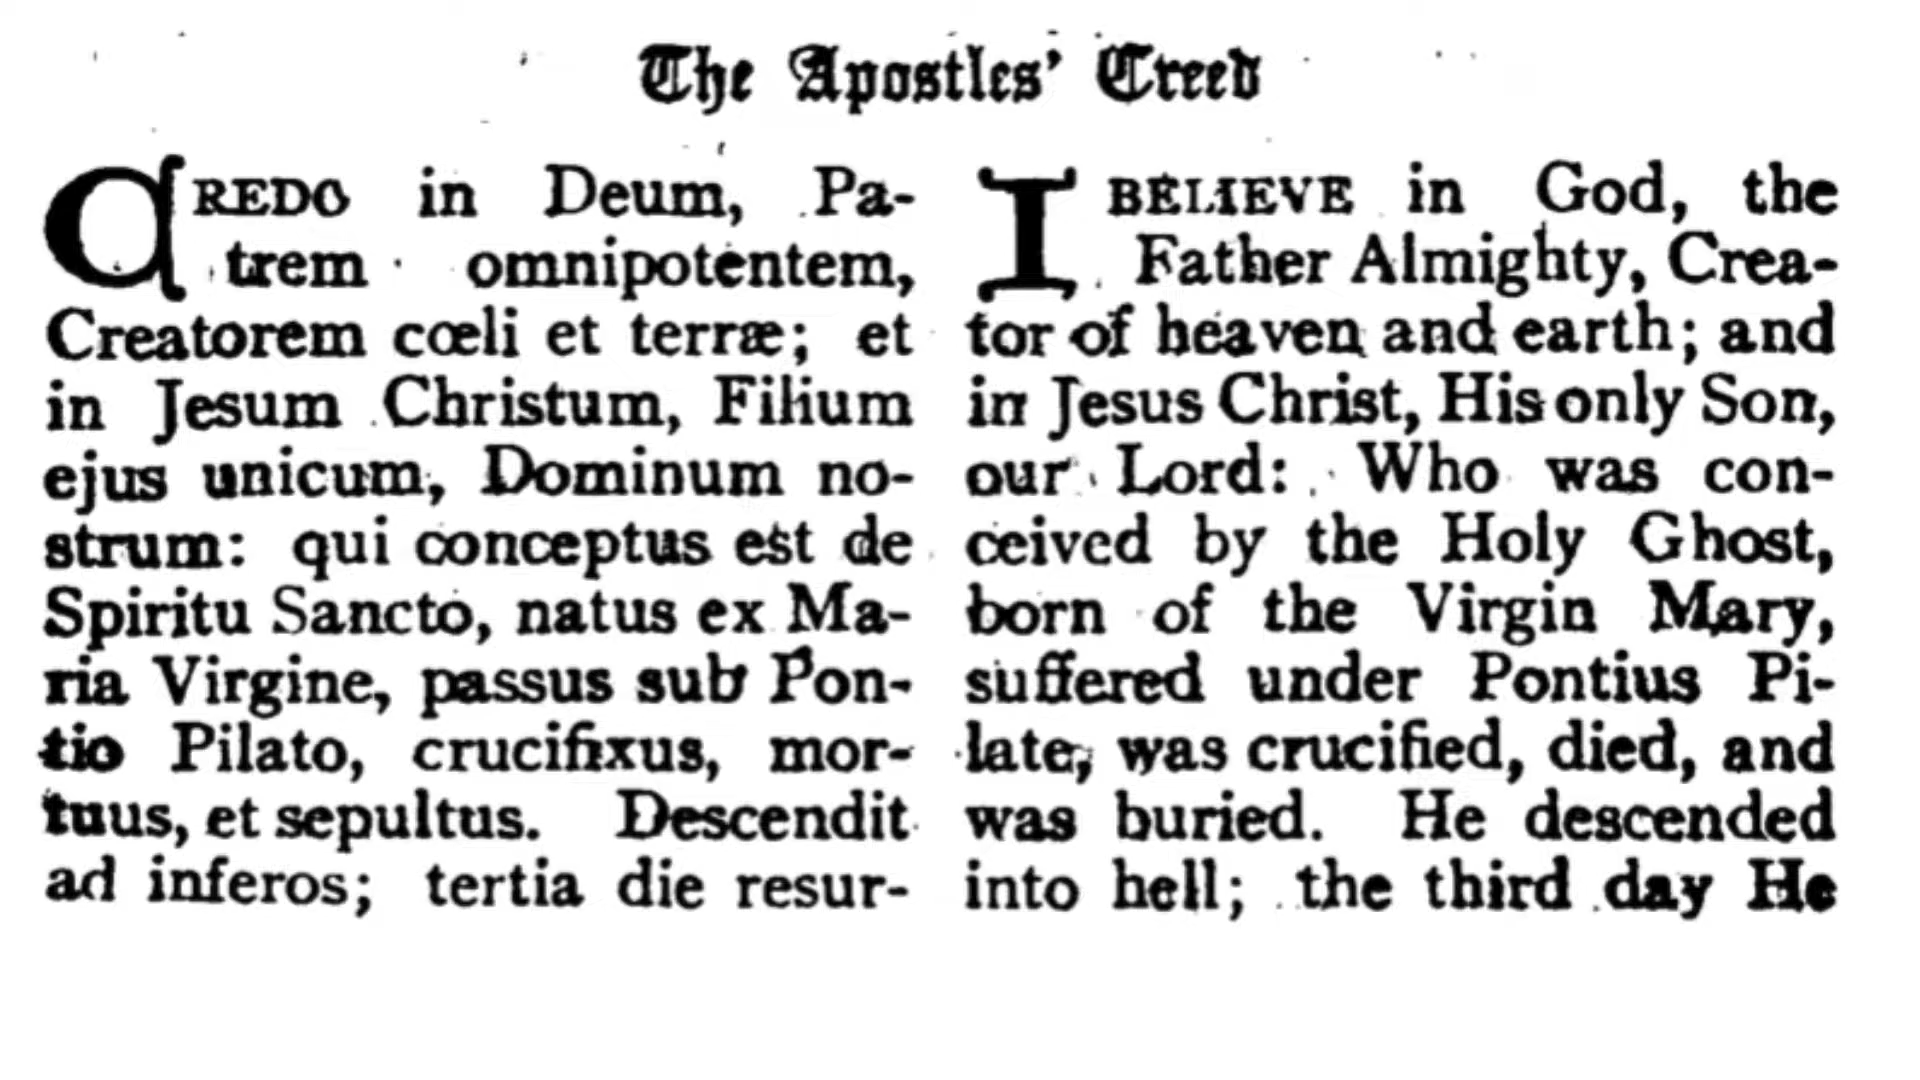 The Apostles' Creed
CREDO in Deum, Pa-
trem omnipotentem,
Creatorem cœli et terræ; et
in Jesum Christum, Filium
ejus unicum, Dominum no-
strum: qui conceptus est de
Spiritu Sancto, natus ex Ma-
ria Virgine, passus sub Pon-
tio Pilato, crucifixus, mor-
tuus, et sepultus. Descendit
ad inferos; tertia die resur-
I BELIEVE in God, the
Father Almighty, Crea-
tor of heaven and earth; and
in Jesus Christ, His only Son,
our Lord: Who was con-
ceived by the Holy Ghost,
born of the Virgin Mary,
suffered under Pontius Pi-
late, was crucified, died, and
was buried. He descended
into hell; the third day He